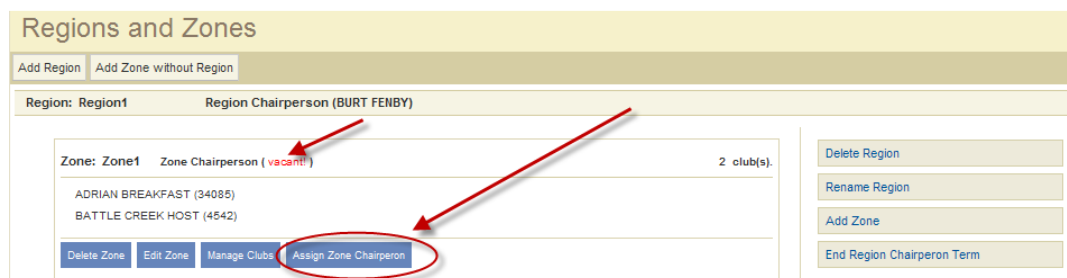 Regions and Zones
Add Region Add Zone without Region
Region: Region1 Region Chairperson (BURT FENBY)
Zone: Zone1 Zone Chairperson ( vacant! ) 2 club(s).
ADRIAN BREAKFAST (34085)
BATTLE CREEK HOST (4542)
Delete Zone Edit Zone Manage Clubs Assign Zone Chairperon
Delete Region
Rename Region
Add Zone
End Region Chairperon Term